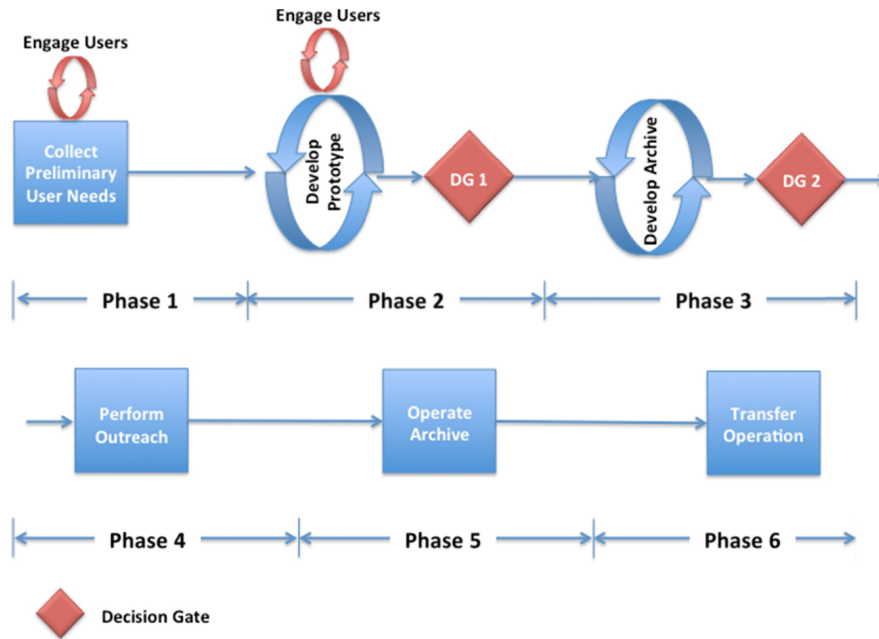 Engage Users
Engage Users
Collect
Preliminary
User Needs
Develop
Prototype
DG 1
Develop Archive
DG 2
Phase 1
Phase 2
Phase 3
Perform
Outreach
Operate
Archive
Transfer
Operation
Phase 4
Phase 5
Phase 6
Decision Gate